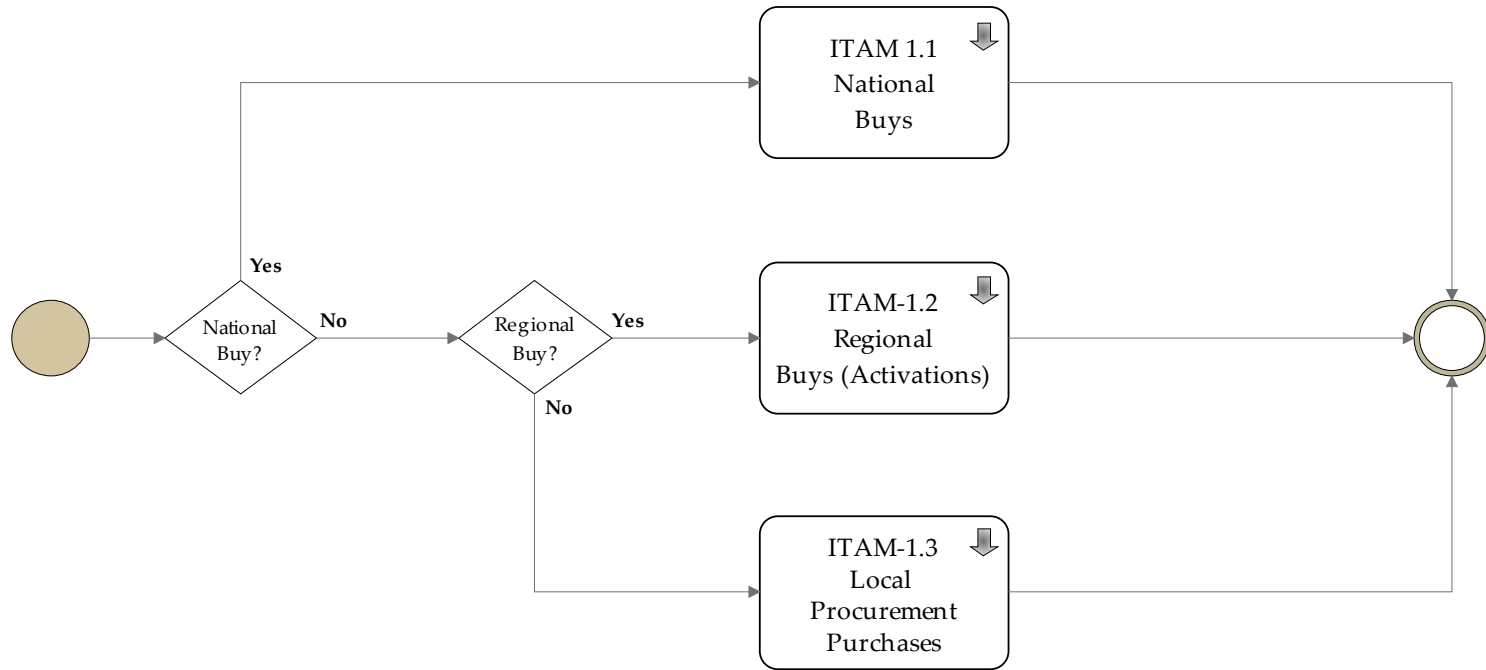 ITAM 1.1
National
Buys
Yes
National
Buy?
No
Regional
Buy?
Yes
No
ITAM-1.2
Regional
Buys (Activations)
ITAM-1.3
Local
Procurement
Purchases